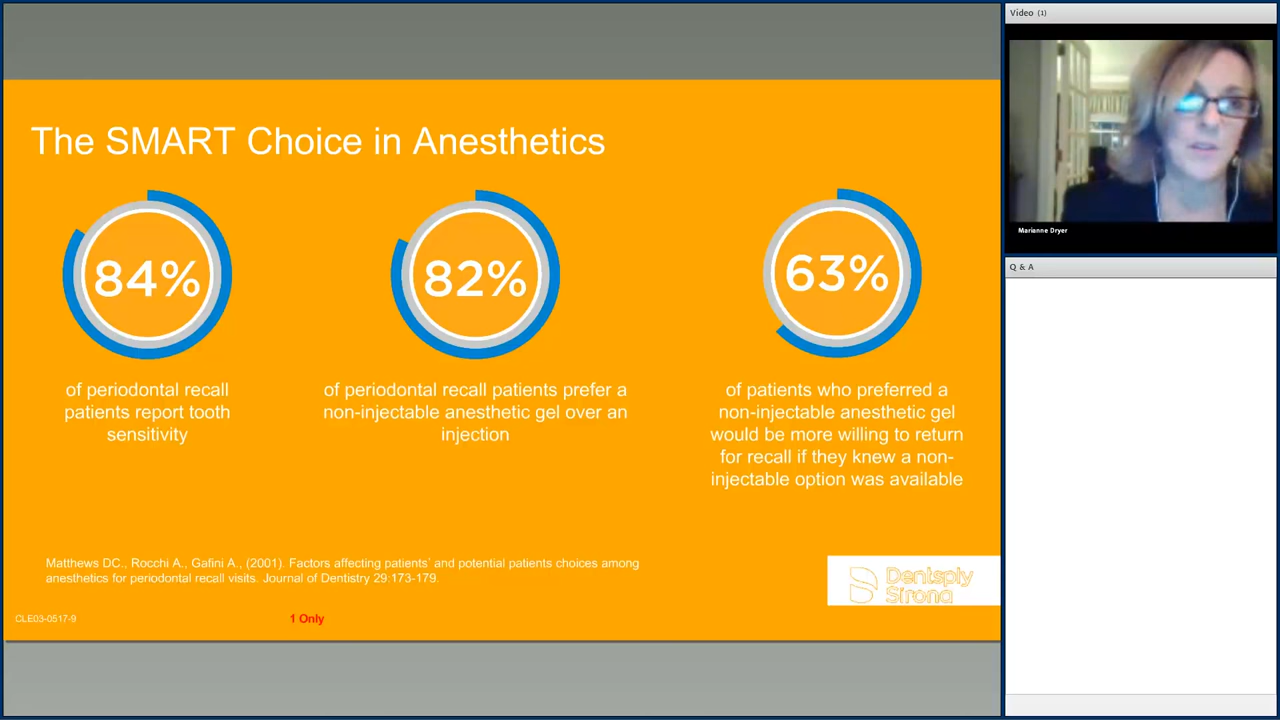 The SMART Choice in Anesthetics
84%
of periodontal recall
patients report tooth
sensitivity
82%
of periodontal recall patients prefer a
non-injectable anesthetic gel over an
injection
63%
of patients who preferred a
non-injectable anesthetic gel
would be more willing to return
for recall if they knew a non-
injectable option was available
Matthews DC., Rocchi A., Gafini A., (2001). Factors affecting patients' and potential patients choices among
anesthetics for periodontal recall visits. Journal of Dentistry 29:173-179.
Dentsply
Sirona
CLE03-0517-9
1 Only
Video (1)
Marianne Dryer
Q & A